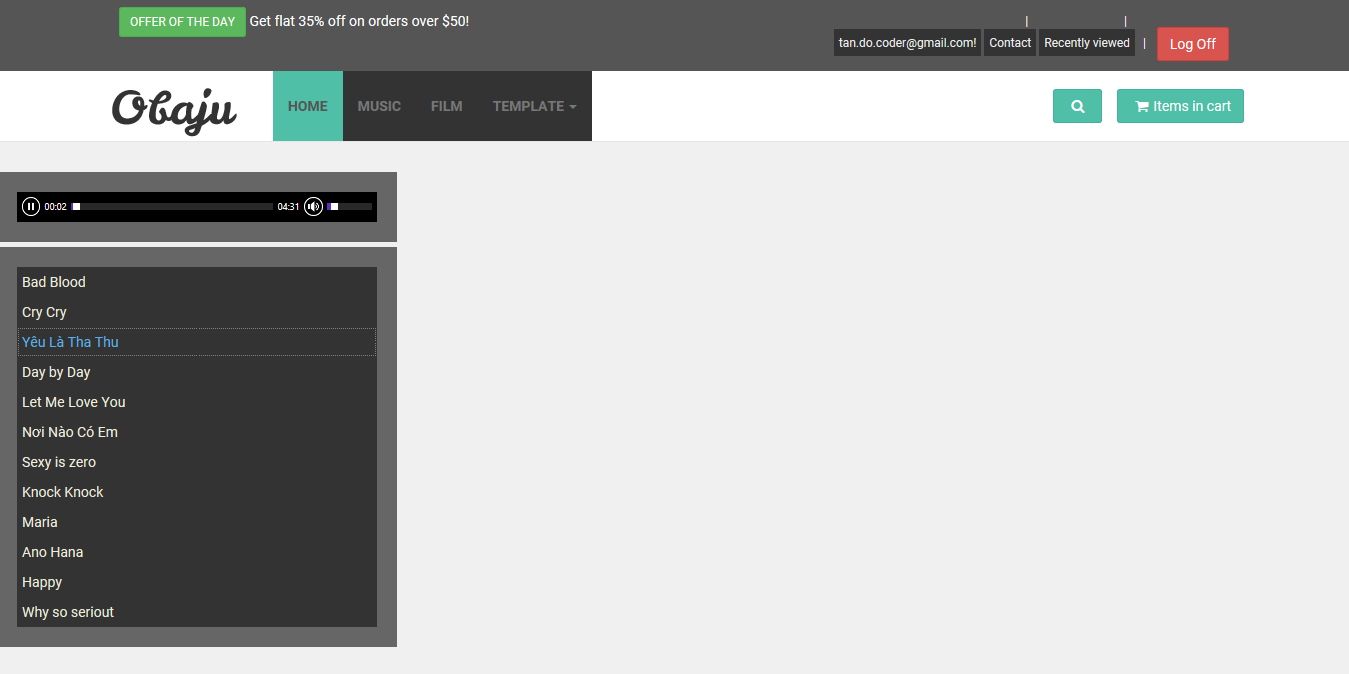 OFFER OF THE DAY Get flat 35% off on orders over $50! | |
tan.do.coder@gmail.com! Contact Recently viewed | Log Off
Obaju HOME MUSIC FILM TEMPLATE Items in cart
00:02 04:31
Bad Blood
Cry Cry
Yêu Là Tha Thu
Day by Day
Let Me Love You
Nơi Nào Có Em
Sexy is zero
Knock Knock
Maria
Ano Hana
Happy
Why so seriout